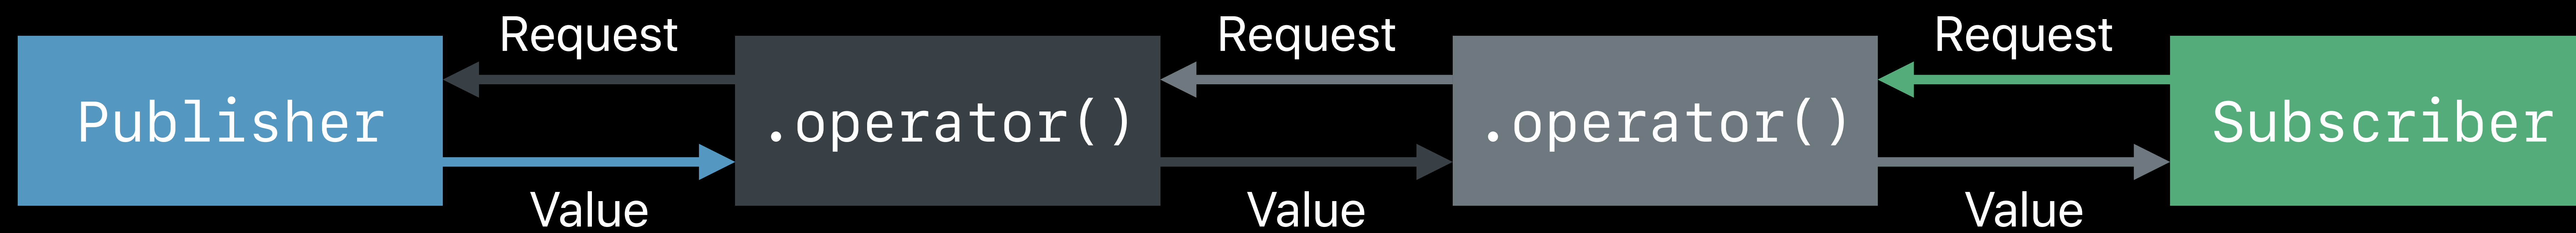 Request
Request
Request
Publisher
.operator()
.operator()
Subscriber
Value
Value
Value